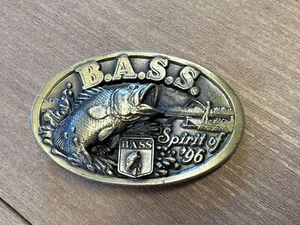 B.A.S.S.
Spirit of
'96
BASS